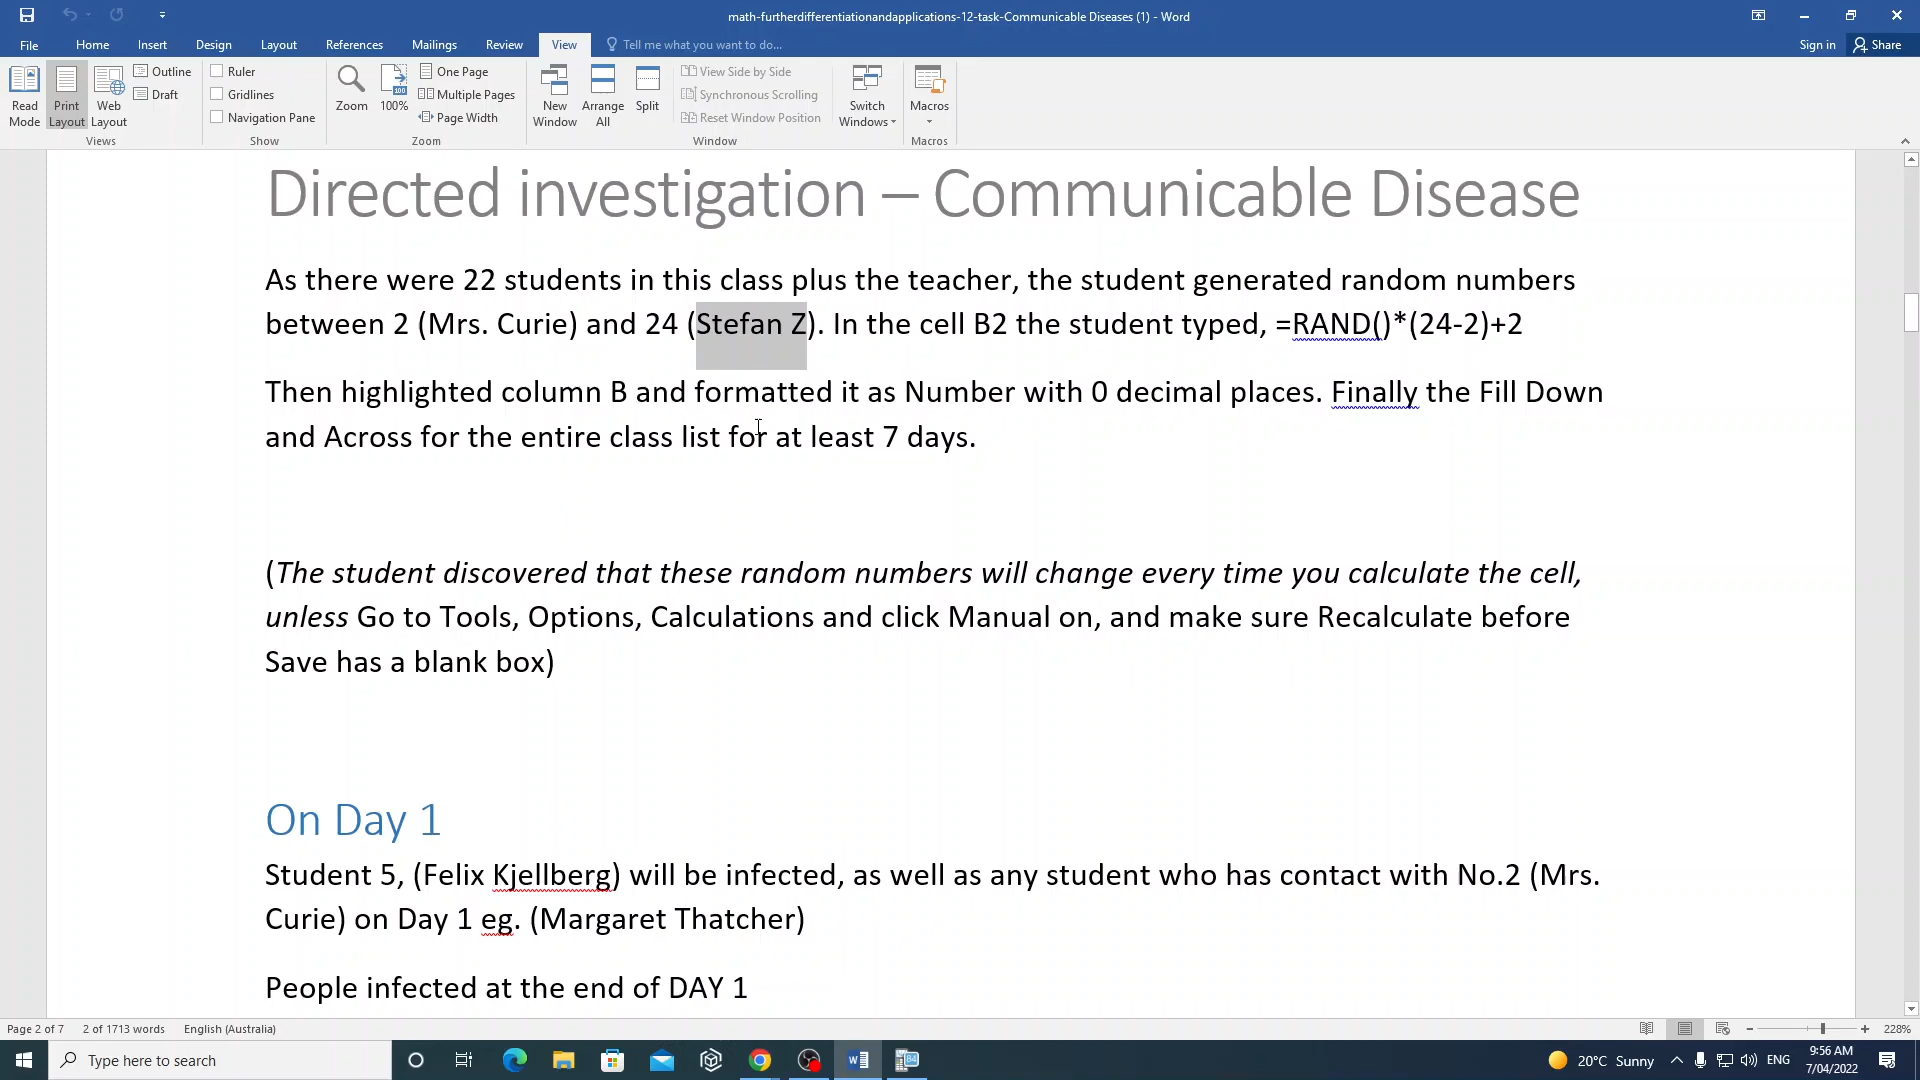 math-furtherdifferentiationandapplications-12-task-Communicable Diseases (1) - Word
File Home Insert Design Layout References Mailings Review View Tell me what you want to do... Sign in Share
Read Mode
Print Layout
Web Layout
Outline
Draft
Views
Ruler
Gridlines
Navigation Pane
Show
Zoom
100
100%
One Page
Multiple Pages
Page Width
Zoom
New Window
Arrange All
Split
View Side by Side
Synchronous Scrolling
Reset Window Position
Window
Switch Windows
Macros
Macros
Directed investigation – Communicable Disease
As there were 22 students in this class plus the teacher, the student generated random numbers
between 2 (Mrs. Curie) and 24 (Stefan Z). In the cell B2 the student typed, =RAND()*(24-2)+2
Then highlighted column B and formatted it as Number with 0 decimal places. Finally the Fill Down
and Across for the entire class list for at least 7 days.
(The student discovered that these random numbers will change every time you calculate the cell,
unless Go to Tools, Options, Calculations and click Manual on, and make sure Recalculate before
Save has a blank box)
On Day 1
Student 5, (Felix Kjellberg) will be infected, as well as any student who has contact with No.2 (Mrs.
Curie) on Day 1 eg. (Margaret Thatcher)
People infected at the end of DAY 1
Page 2 of 7 2 of 1713 words English (Australia) 228%
Type here to search 84 20°C Sunny ENG 9:56 AM
7/04/2022